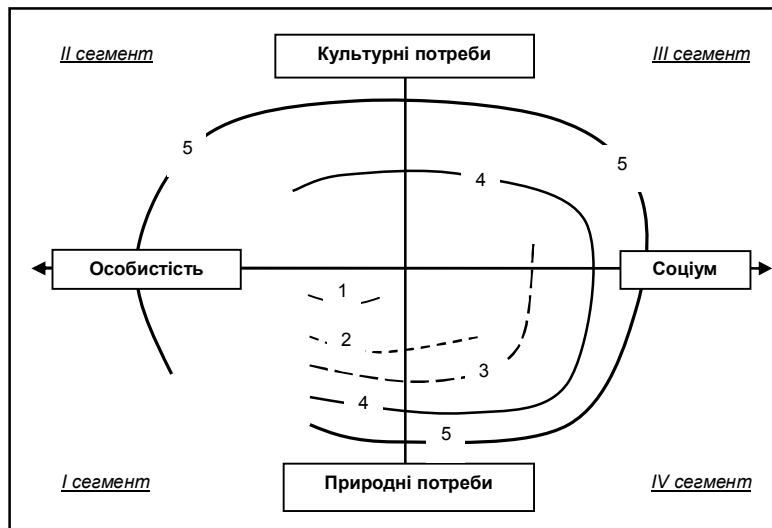 II сегмент
Культурні потреби
III сегмент
5
4
5
Особистість
Соціум
1
2
3
4
5
I сегмент
Природні потреби
IV сегмент